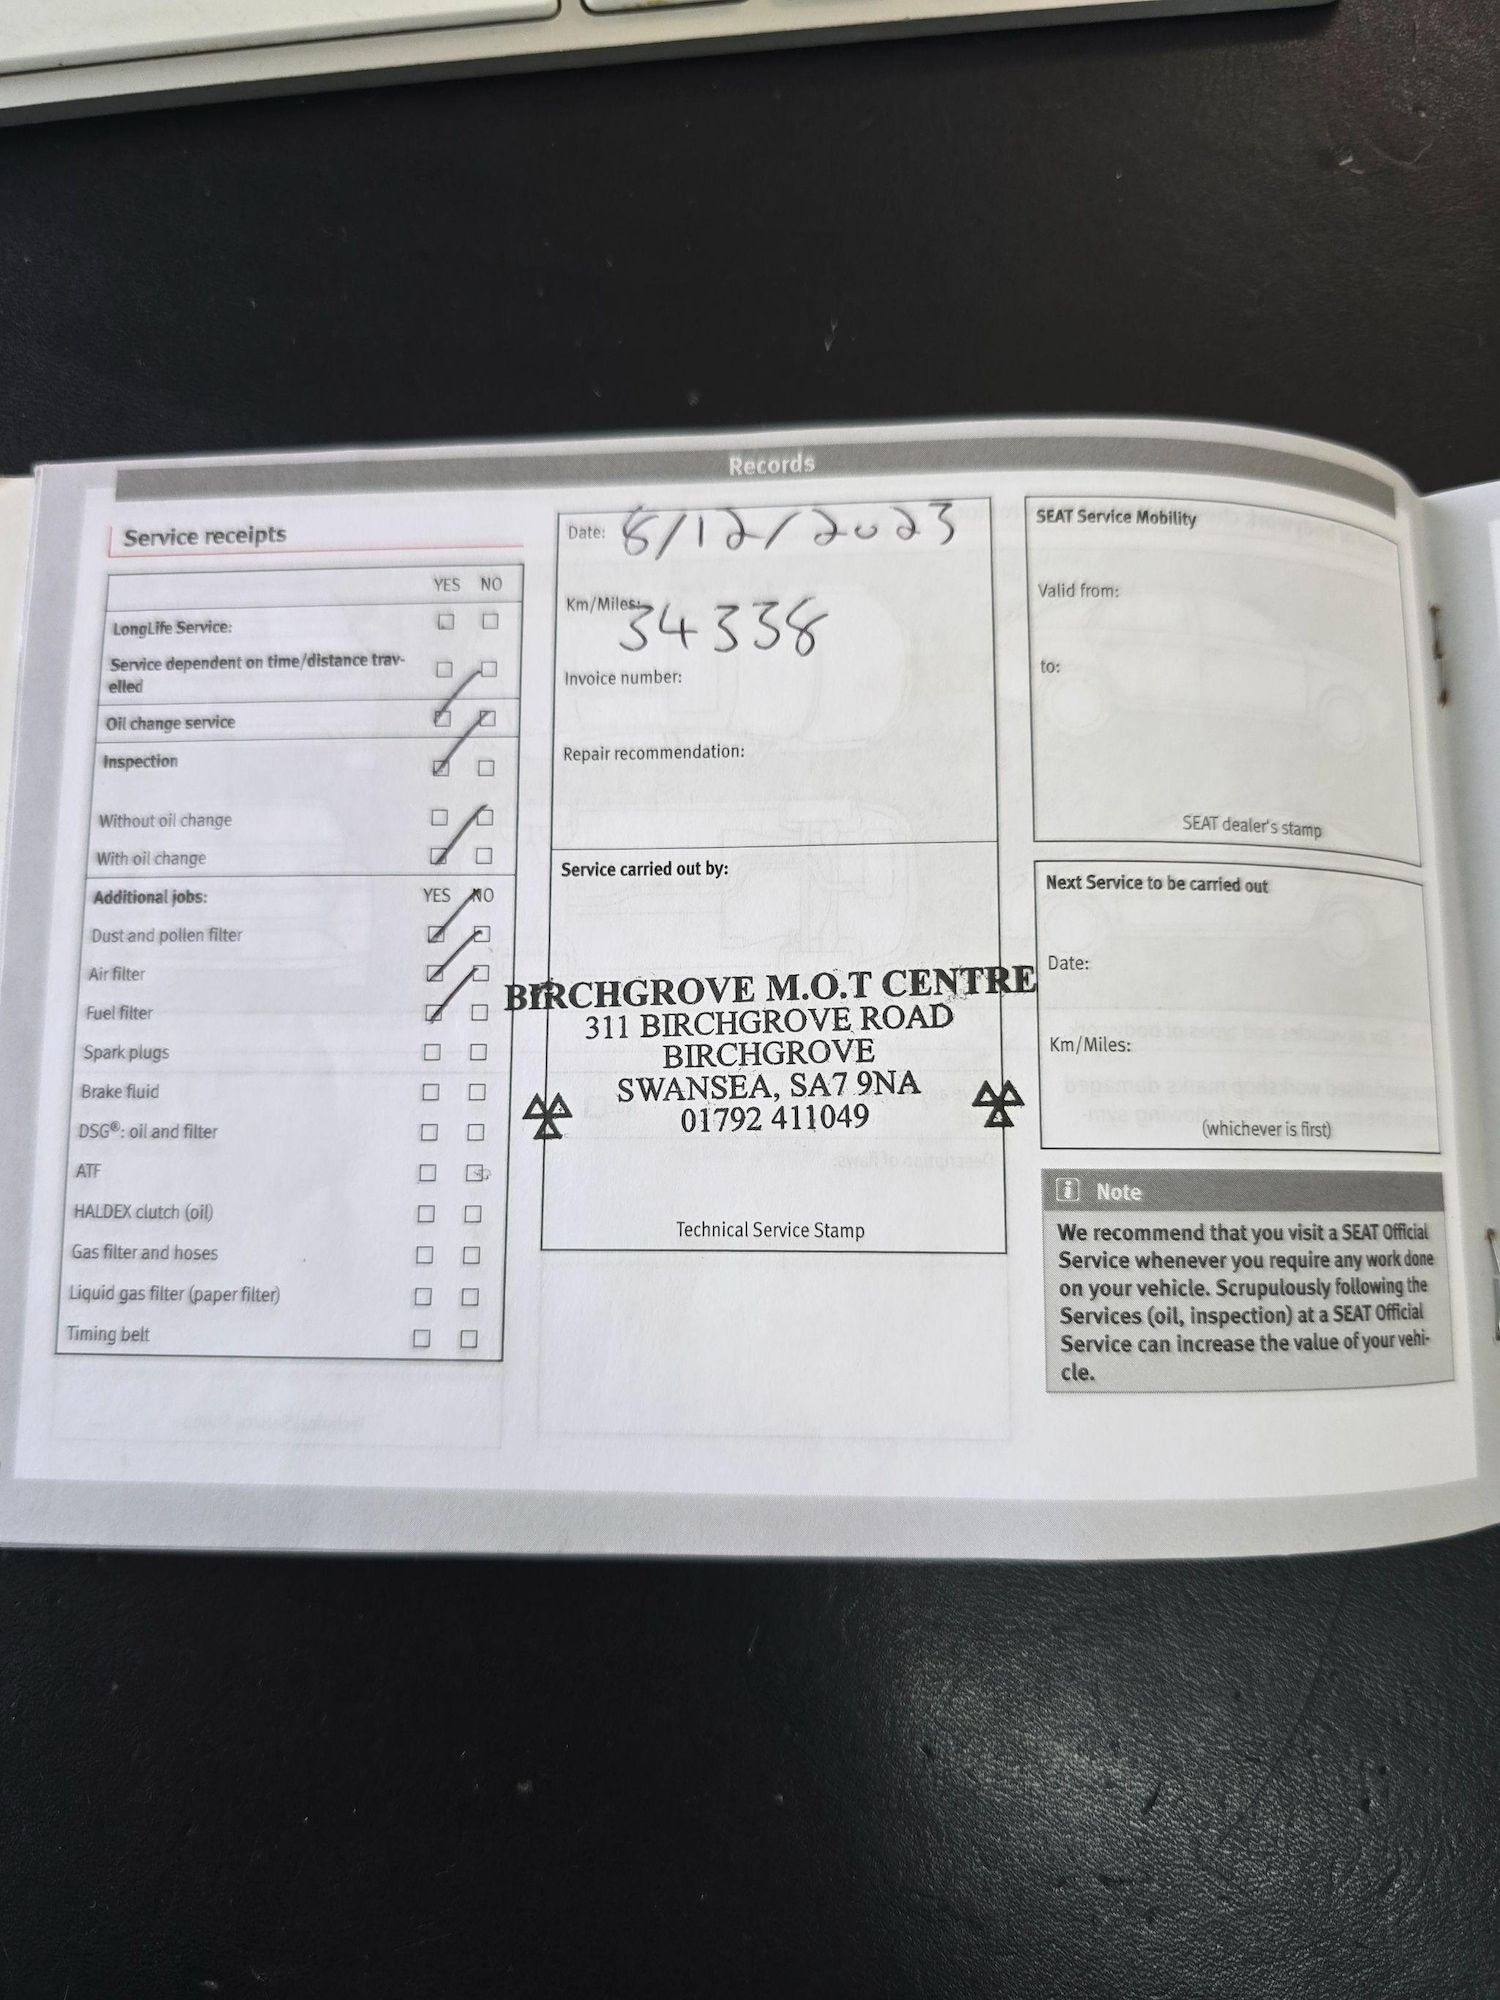 Records
Service receipts
YES NO
LongLife Service:
Service dependent on time/distance trav-
elled
Oil change service
Inspection
Without oil change
With oil change
Additional jobs: YES NO
Dust and pollen filter
Air filter
Fuel filter
Spark plugs
Brake fluid
DSG®: oil and filter
ATF
HALDEX clutch (oil)
Gas filter and hoses
Liquid gas filter (paper filter)
Timing belt
Date: 8/12/2023
Km/Miles: 34338
Invoice number:
Repair recommendation:
Service carried out by:
BIRCHGROVE M.O.T CENTRE
311 BIRCHGROVE ROAD
BIRCHGROVE
SWANSEA, SA7 9NA
01792 411049
Technical Service Stamp
SEAT Service Mobility
Valid from:
to:
SEAT dealer's stamp
Next Service to be carried out
Date:
Km/Miles:
(whichever is first)
i Note
We recommend that you visit a SEAT Official
Service whenever you require any work done
on your vehicle. Scrupulously following the
Services (oil, inspection) at a SEAT Official
Service can increase the value of your vehi-
cle.